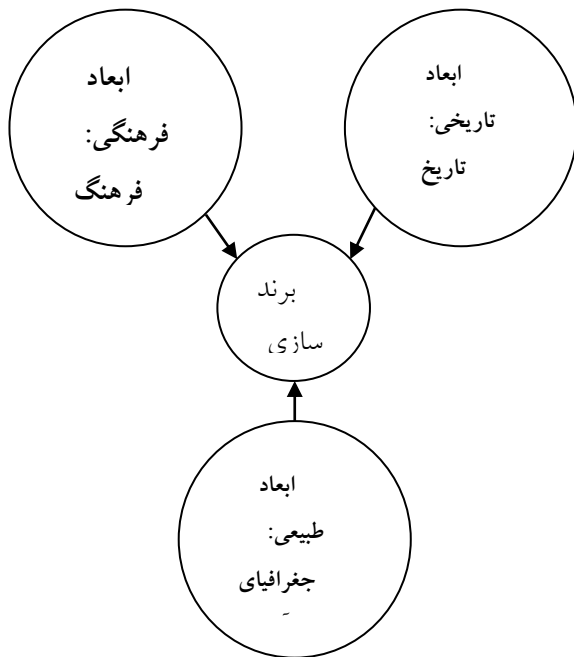 ابعاد
تاریخی:
تاریخ
ابعاد
فرهنگی:
فرهنگ
برند
سازی
ابعاد
طبیعی:
جغرافیای